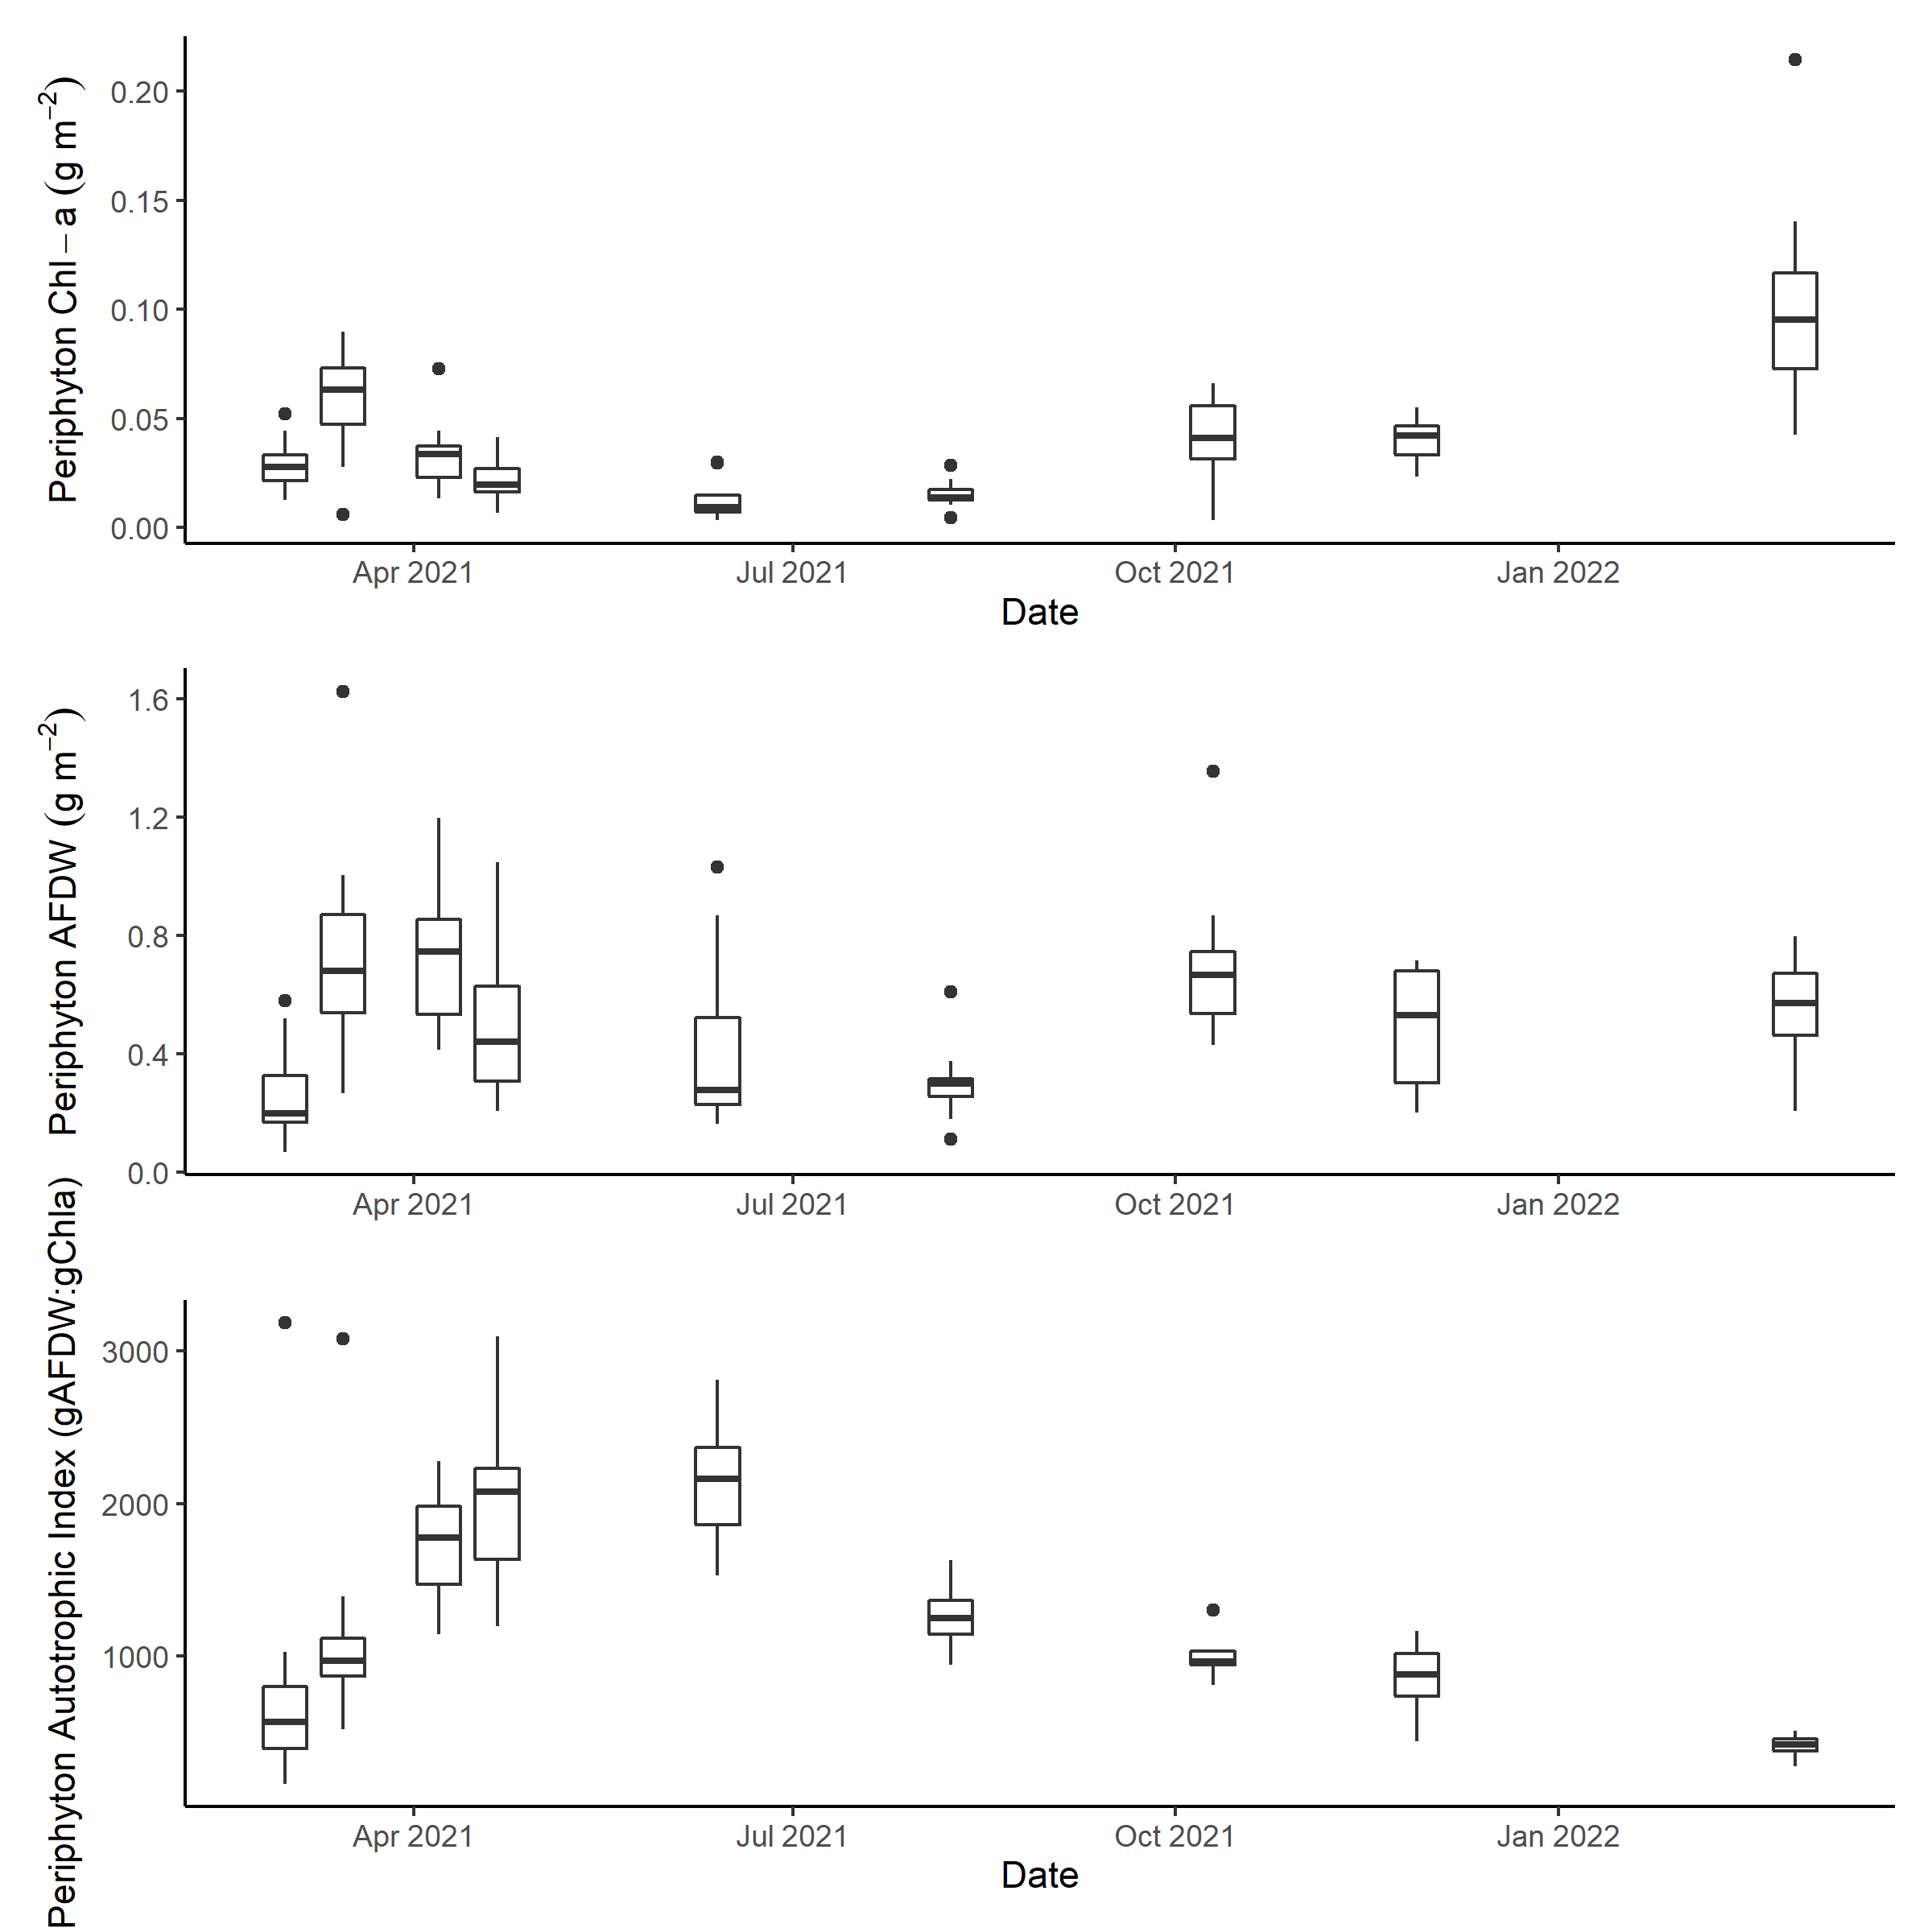 Periphyton Chl − a (g m⁻²)
0.20
0.15
0.10
0.05
0.00
Apr 2021 Jul 2021 Oct 2021 Jan 2022
Date
Periphyton AFDW (g m⁻²)
1.6
1.2
0.8
0.4
0.0
Apr 2021 Jul 2021 Oct 2021 Jan 2022
Periphyton Autotrophic Index (gAFDW:gChla)
3000
2000
1000
Apr 2021 Jul 2021 Oct 2021 Jan 2022
Date